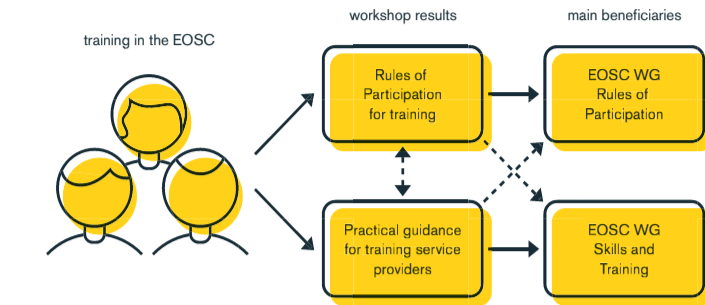 training in the EOSC
workshop results
main beneficiaries
Rules of
Participation
for training
EOSC WG
Rules of
Participation
Practical guidance
for training service
providers
EOSC WG
Skills and
Training